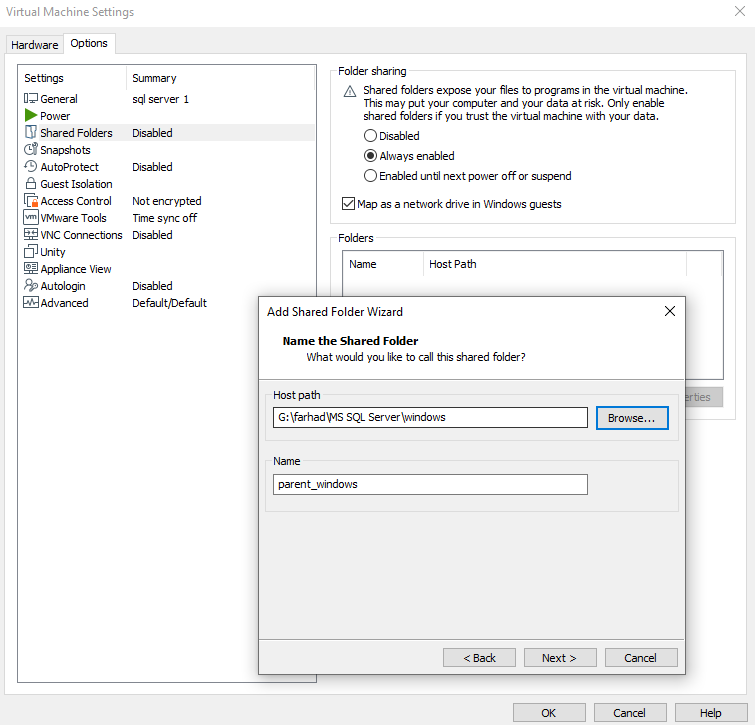 Virtual Machine Settings
Hardware
Options
Settings Summary
General sql server 1
Power
Shared Folders Disabled
Snapshots
AutoProtect Disabled
Guest Isolation
Access Control Not encrypted
vm VMware Tools Time sync off
VNC Connections Disabled
Unity
Appliance View
Autologin Disabled
Advanced Default/Default
Folder sharing
Shared folders expose your files to programs in the virtual machine.
This may put your computer and your data at risk. Only enable
shared folders if you trust the virtual machine with your data.
Disabled
Always enabled
Enabled until next power off or suspend
Map as a network drive in Windows guests
Folders
Name Host Path
erties
Add Shared Folder Wizard
Name the Shared Folder
What would you like to call this shared folder?
Host path
G:\farhad\MS SQL Server\windows
Browse...
Name
parent_windows
< Back Next > Cancel
OK Cancel Help